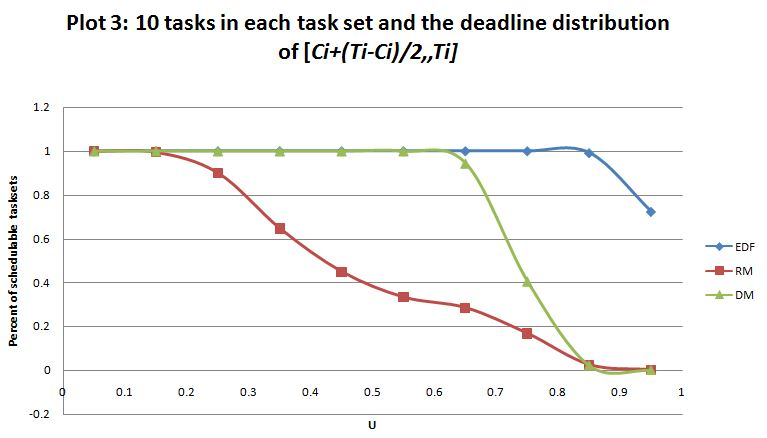 Plot 3: 10 tasks in each task set and the deadline distribution
of [Ci+(Ti-Ci)/2,,Ti]
Percent of schedulable tasksets
1.2
1
0.8
0.6
0.4
0.2
0
-0.2
0 0.1 0.2 0.3 0.4 0.5 0.6 0.7 0.8 0.9 1
U
EDF
RM
DM